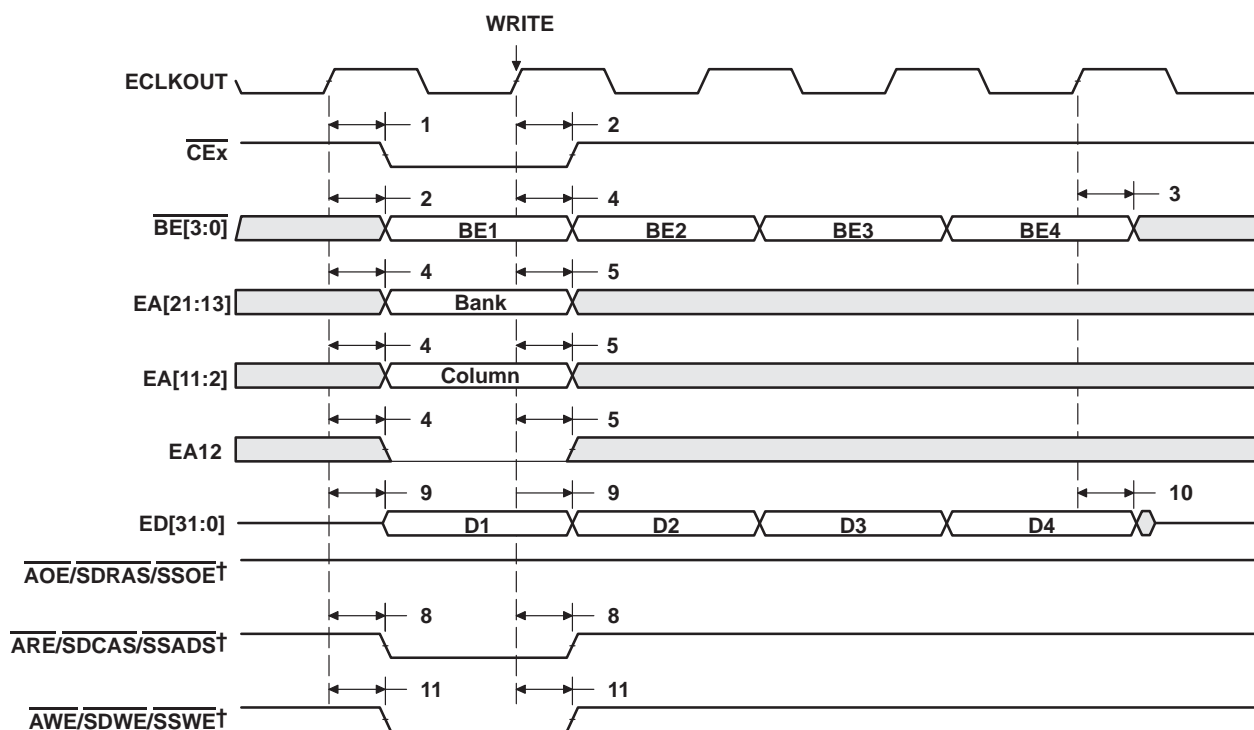 WRITE
ECLKOUT
1 2
CEx
2 4 3
BE[3:0] BE1 BE2 BE3 BE4
4 5
EA[21:13] Bank
4 5
EA[11:2] Column
4 5
EA12
9 9 10
ED[31:0] D1 D2 D3 D4
AOE/SDRAS/SSOE†
8 8
ARE/SDCAS/SSADS†
11 11
AWE/SDWE/SSWE†